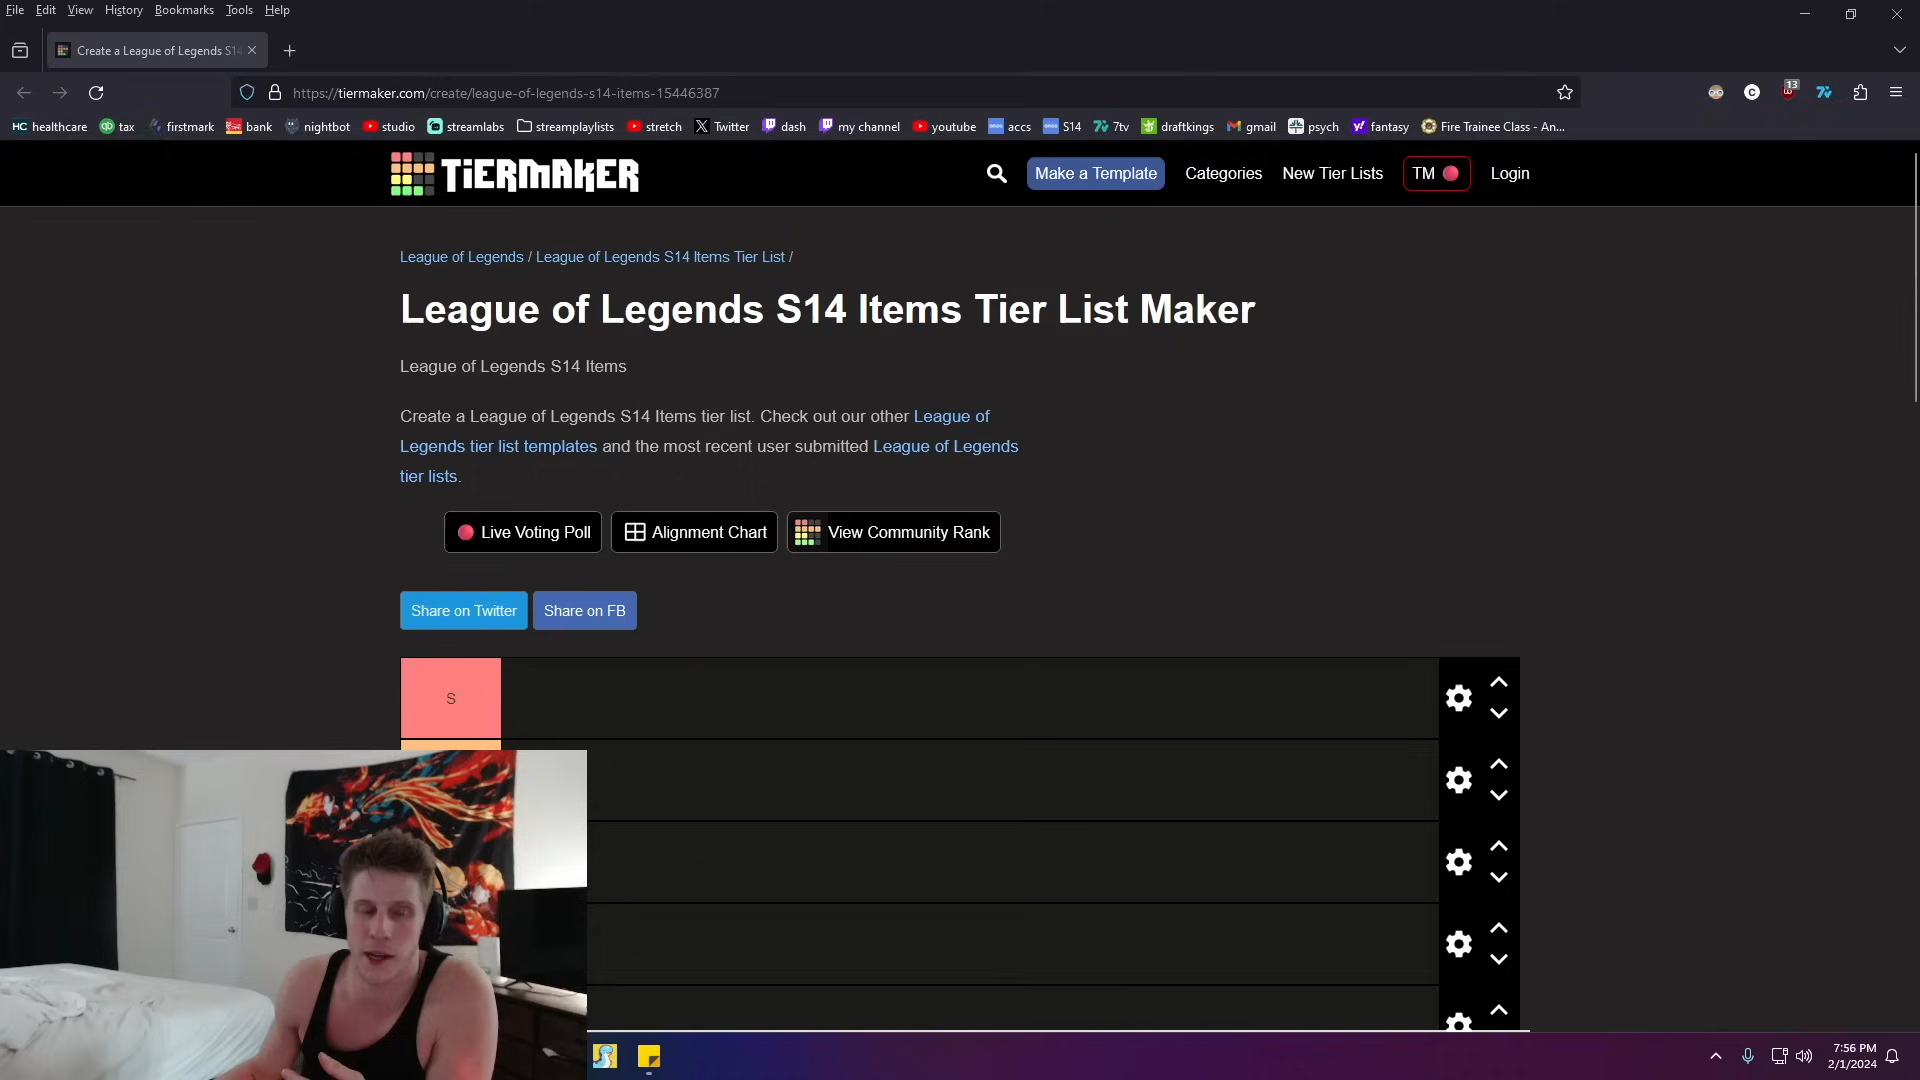 File Edit View History Bookmarks Tools Help
Create a League of Legends S14
https://tiermaker.com/create/league-of-legends-s14-items-15446387
13
HC healthcare tax firstmark bank nightbot studio streamlabs streamplaylists stretch Twitter dash my channel youtube accs S14 7tv draftkings gmail psych fantasy Fire Trainee Class - An...
TiERMAKER
Make a Template Categories New Tier Lists TM Login
League of Legends / League of Legends S14 Items Tier List /
League of Legends S14 Items Tier List Maker
League of Legends S14 Items
Create a League of Legends S14 Items tier list. Check out our other League of
Legends tier list templates and the most recent user submitted League of Legends
tier lists.
Live Voting Poll Alignment Chart View Community Rank
Share on Twitter Share on FB
S
7:56 PM
2/1/2024